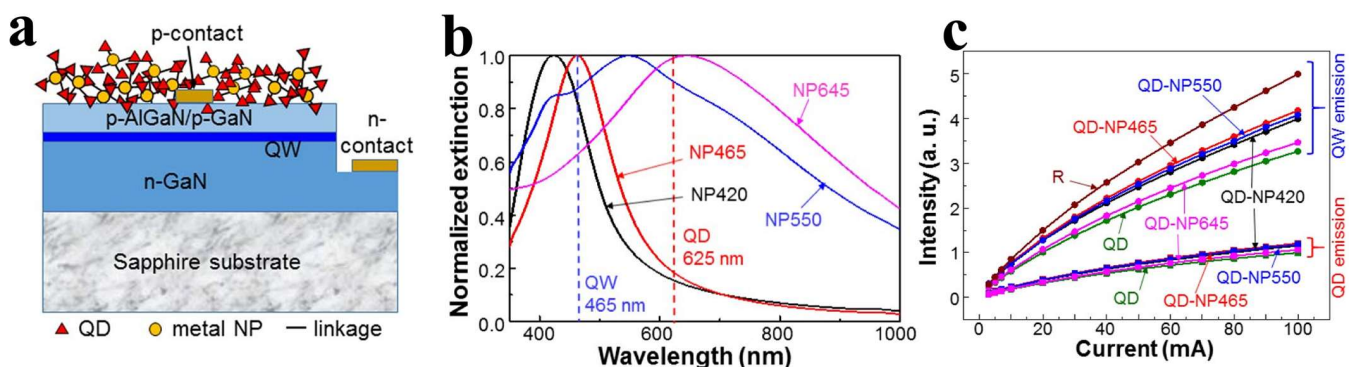 a
p-contact
p-AlGaN/p-GaN
n-
contact
QW
n-GaN
Sapphire substrate
QD
metal NP
linkage
b
Normalized extinction
1.0
0.8
0.6
0.4
0.2
0.0
NP645
NP465
NP420
NP550
QD
625 nm
QW
465 nm
400
600
800
1000
Wavelength (nm)
c
Intensity (a. u.)
5
4
3
2
1
0
QD-NP550
QD-NP465
R
QD-NP420
QD-NP645
QD
QD-NP550
QD
QD-NP465
QW emission
QD emission
0
20
40
60
80
100
Current (mA)